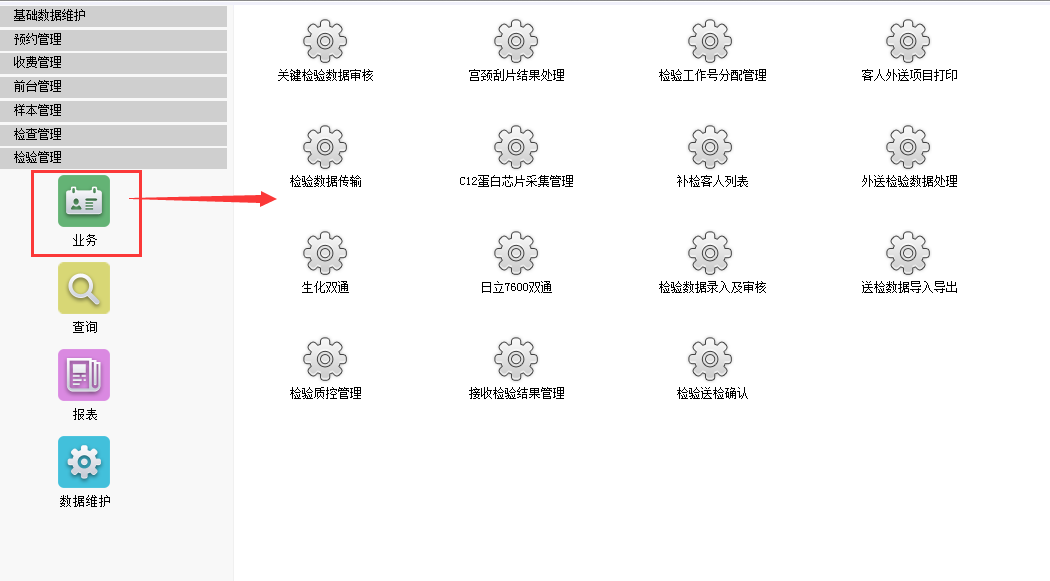 基础数据维护
预约管理
收费管理
前台管理
样本管理
检查管理
检验管理
业务
查询
报表
数据维护
关键检验数据审核
宫颈刮片结果处理
检验工作号分配管理
客人外送项目打印
检验数据传输
C12蛋白芯片采集管理
补检客人列表
外送检验数据处理
生化双通
日立7600双通
检验数据录入及审核
送检数据导入导出
检验质控管理
接收检验结果管理
检验送检确认